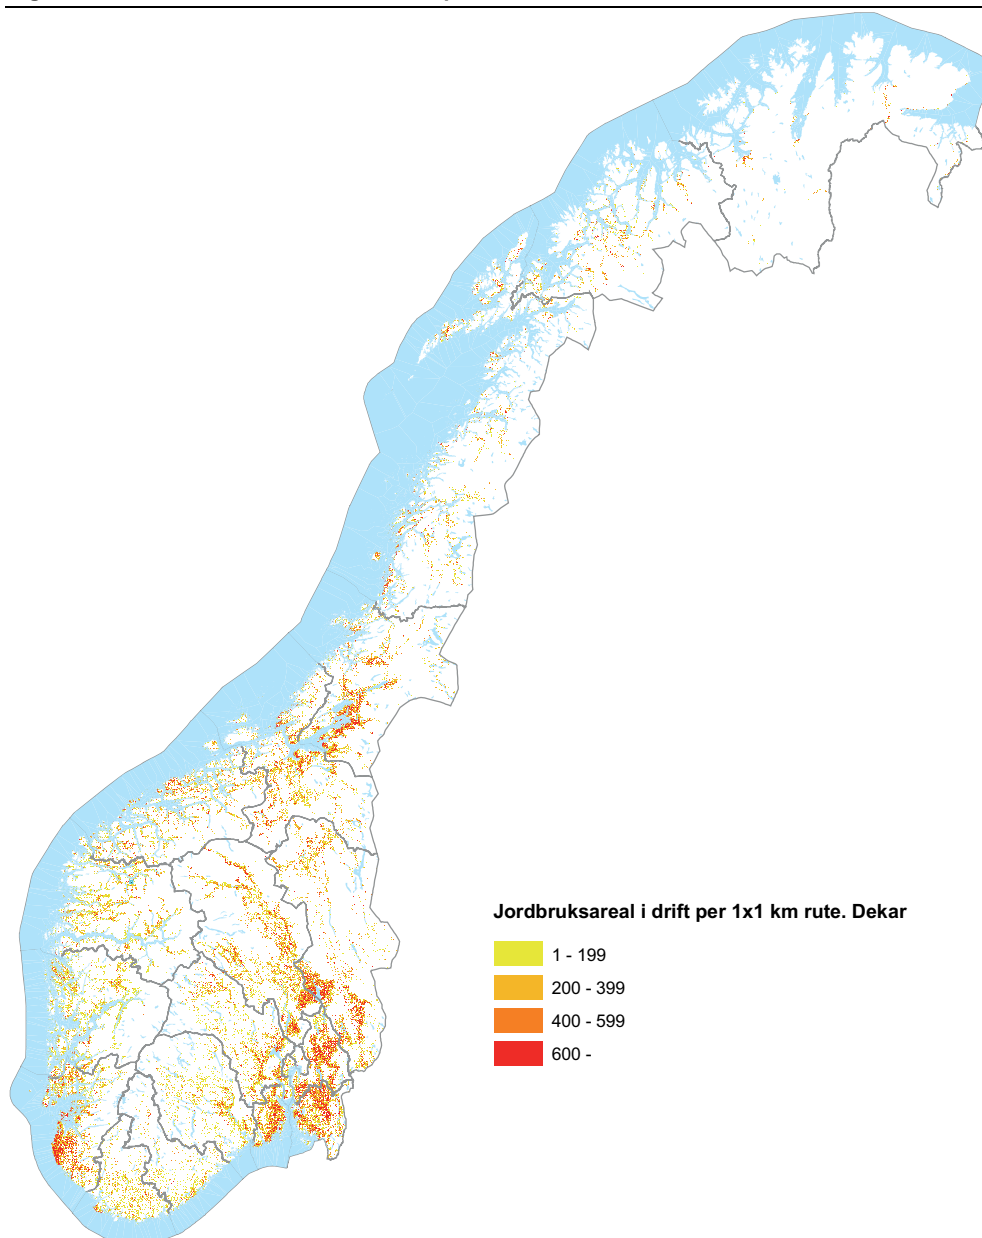 Jordbruksareal i drift per 1x1 km rute. Dekar
1 - 199
200 - 399
400 - 599
600 -